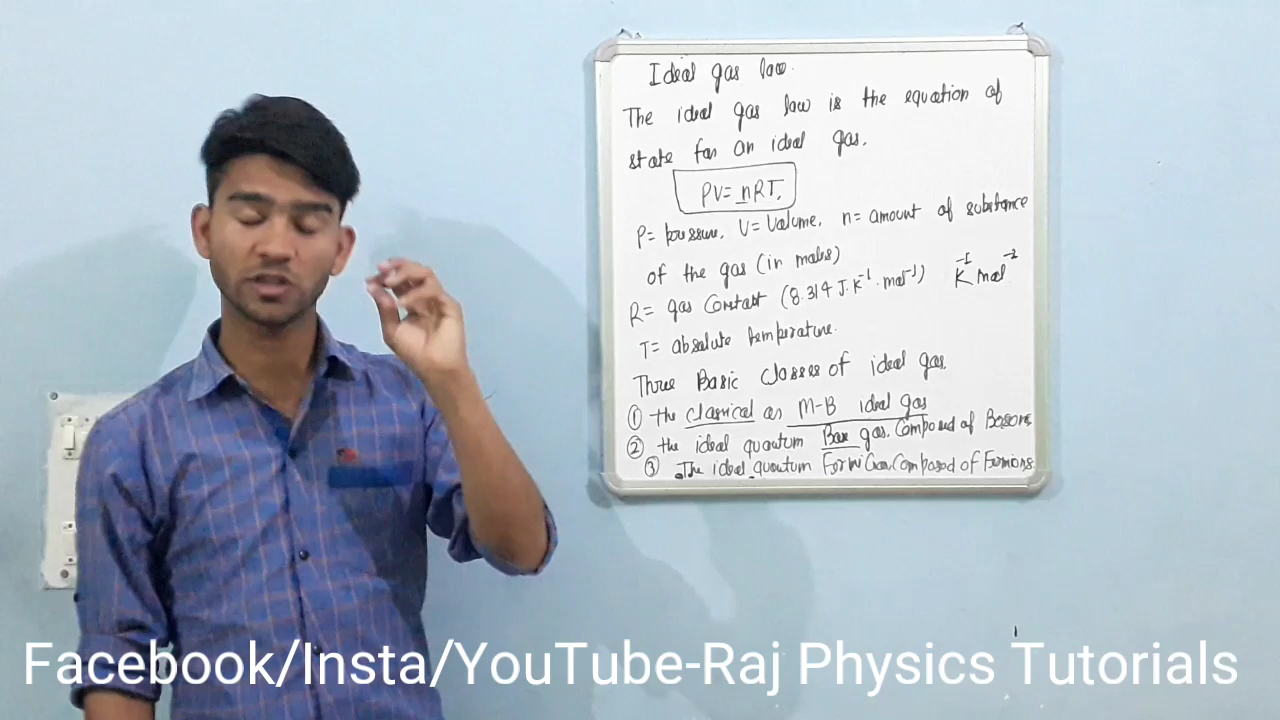 Ideal gas law.
The ideal gas law is the equation of
state for an ideal gas.
PV= nRT.
P= pressure, V= Volume, n= amount of substance
of the gas (in moles)
R= gas Constant (8.314 J.K⁻¹.mol⁻¹) K⁻¹ mol⁻²
T= absolute temperature.
Three Basic Classes of ideal gas.
① the classical as M-B ideal gas
② the ideal quantum Bose gas. Composed of Bosons
③ The ideal quantum Fermi Gas. Composed of Fermions.
Facebook/Insta/YouTube-Raj Physics Tutorials